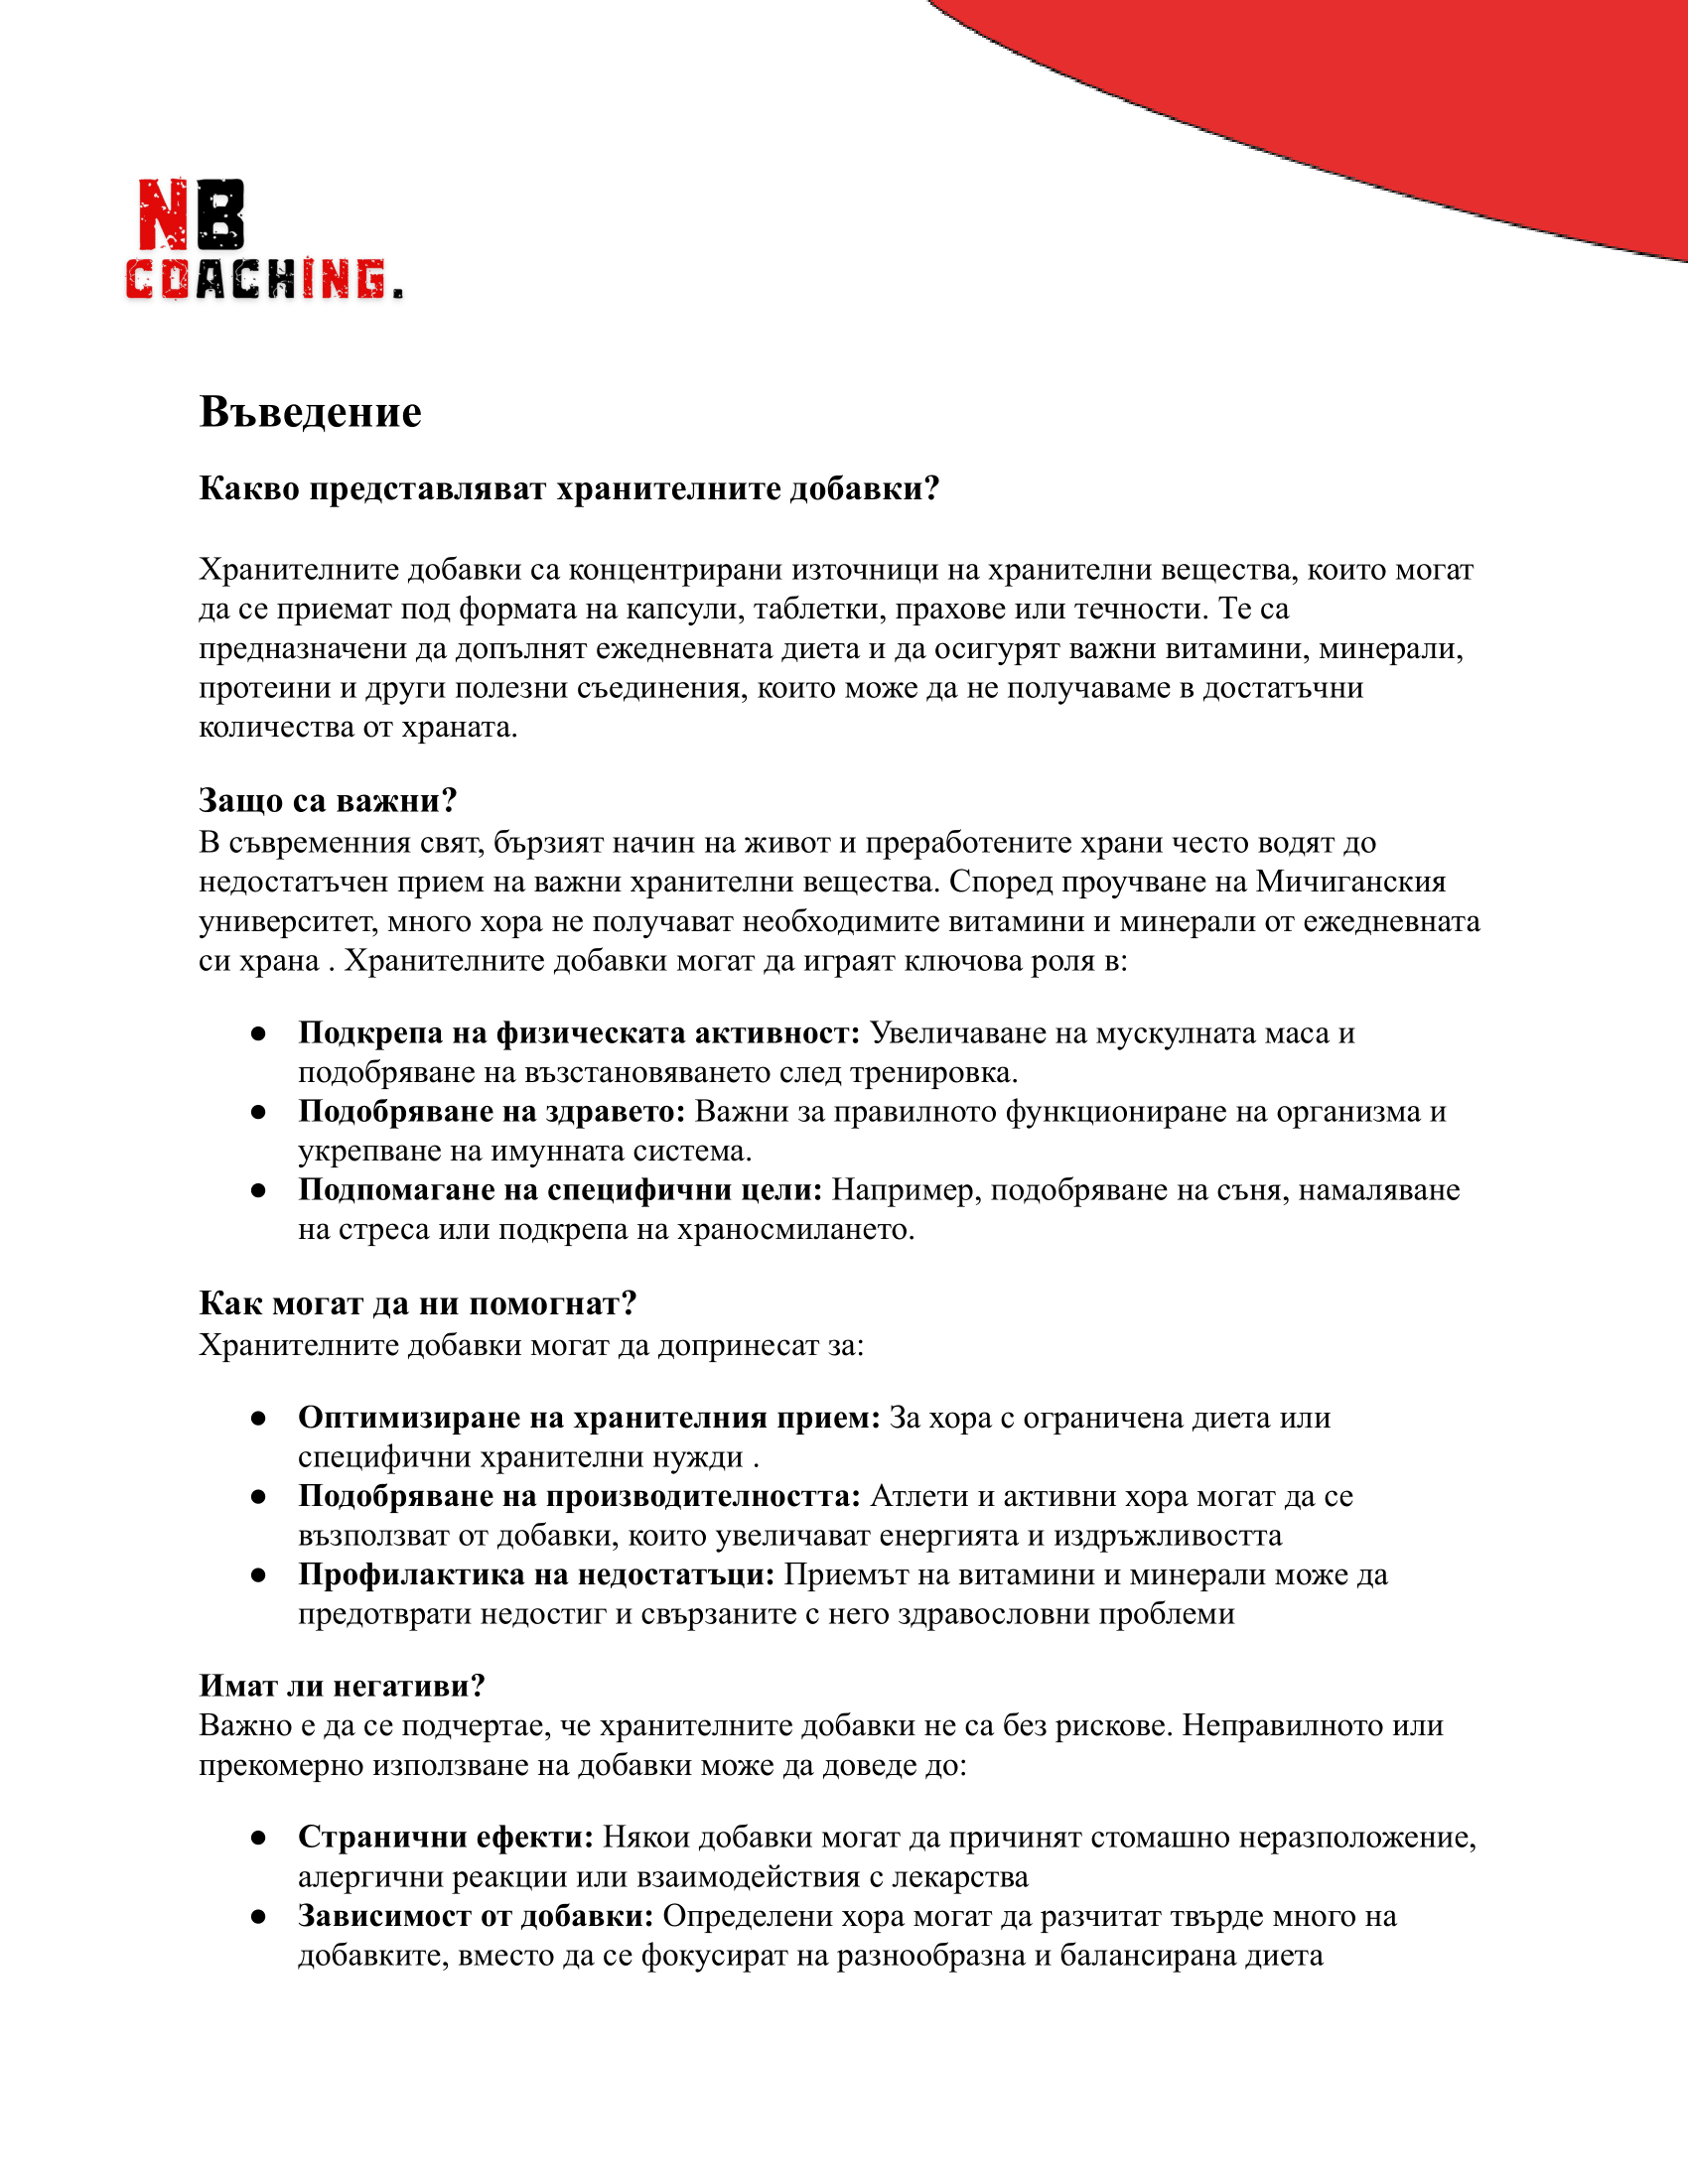 NB
COACHING.
Въведение
Какво представляват хранителните добавки?
Хранителните добавки са концентрирани източници на хранителни вещества, които могат
да се приемат под формата на капсули, таблетки, прахове или течности. Те са
предназначени да допълнят ежедневната диета и да осигурят важни витамини, минерали,
протеини и други полезни съединения, които може да не получаваме в достатъчни
количества от храната.
Защо са важни?
В съвременния свят, бързият начин на живот и преработените храни често водят до
недостатъчен прием на важни хранителни вещества. Според проучване на Мичиганския
университет, много хора не получават необходимите витамини и минерали от ежедневната
си храна . Хранителните добавки могат да играят ключова роля в:
● Подкрепа на физическата активност: Увеличаване на мускулната маса и
подобряване на възстановяването след тренировка.
● Подобряване на здравето: Важни за правилното функциониране на организма и
укрепване на имунната система.
● Подпомагане на специфични цели: Например, подобряване на съня, намаляване
на стреса или подкрепа на храносмилането.
Как могат да ни помогнат?
Хранителните добавки могат да допринесат за:
● Оптимизиране на хранителния прием: За хора с ограничена диета или
специфични хранителни нужди .
● Подобряване на производителността: Атлети и активни хора могат да се
възползват от добавки, които увеличават енергията и издръжливостта
● Профилактика на недостатъци: Приемът на витамини и минерали може да
предотврати недостиг и свързаните с него здравословни проблеми
Имат ли негативи?
Важно е да се подчертае, че хранителните добавки не са без рискове. Неправилното или
прекомерно използване на добавки може да доведе до:
● Странични ефекти: Някои добавки могат да причинят стомашно неразположение,
алергични реакции или взаимодействия с лекарства
● Зависимост от добавки: Определени хора могат да разчитат твърде много на
добавките, вместо да се фокусират на разнообразна и балансирана диета